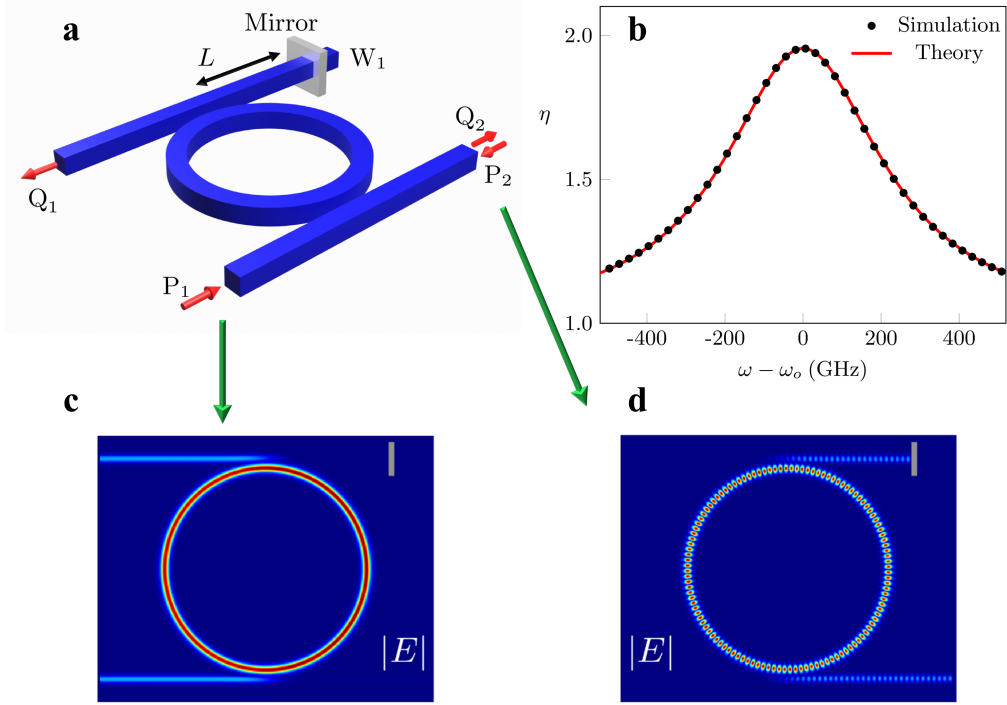 a
Mirror
L
W₁
Q₁
Q₂
P₂
P₁
b
Simulation
Theory
η
2.0
1.5
1.0
-400 -200 0 200 400
ω − ωₒ (GHz)
c
|E|
d
|E|